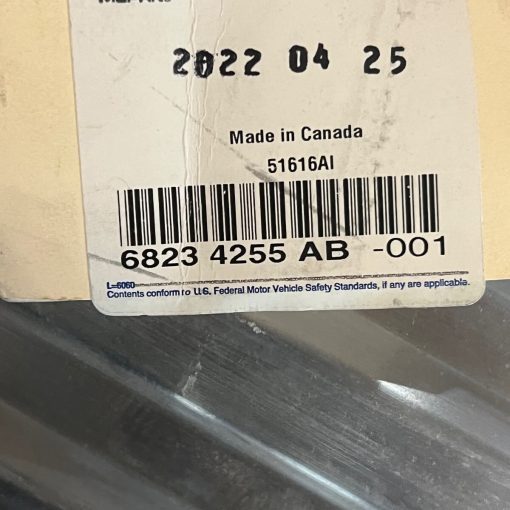 2022 04 25
Made in Canada
51616AI
6823 4255 AB -001
L=6060
Contents conform to U.S. Federal Motor Vehicle Safety Standards, if any are applicable.